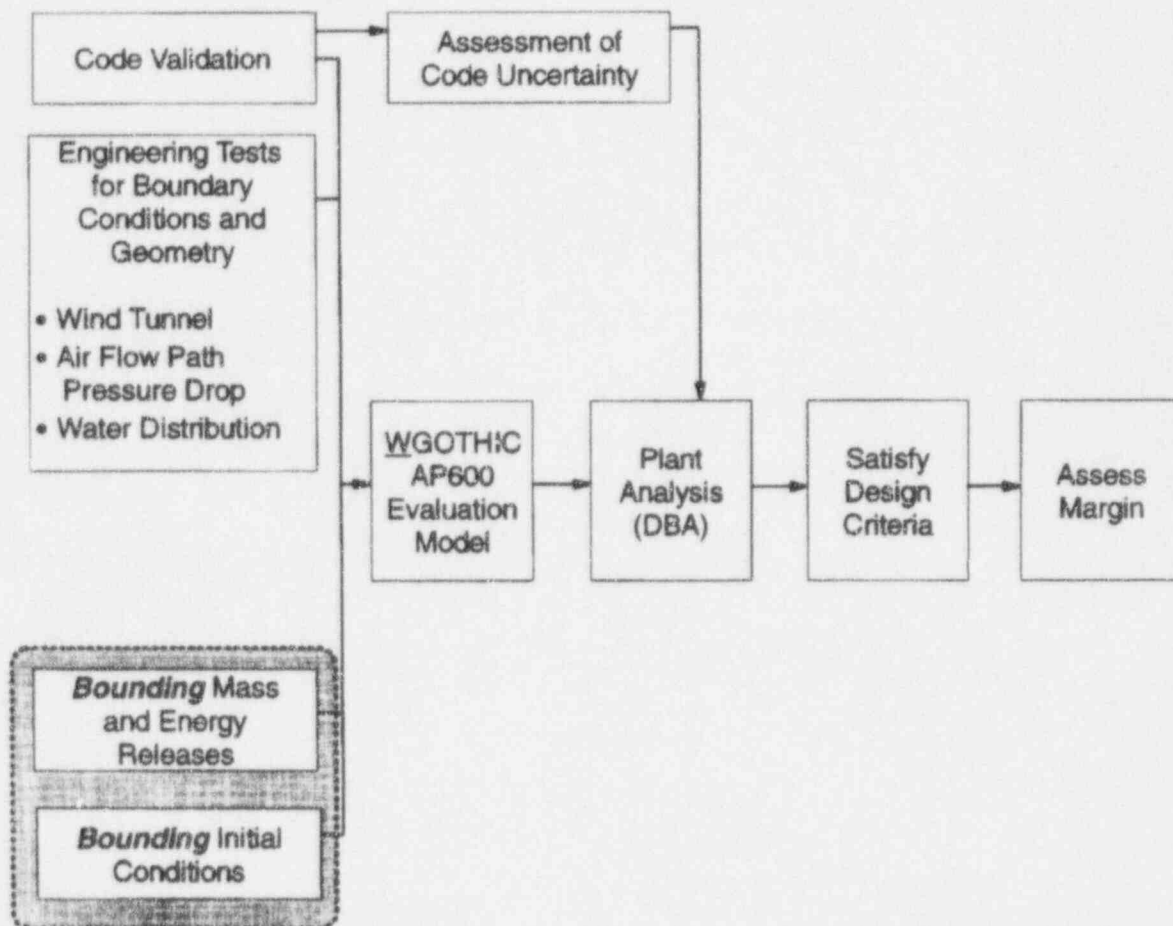 Code Validation
Assessment of
Code Uncertainty
Engineering Tests
for Boundary
Conditions and
Geometry
• Wind Tunnel
• Air Flow Path
Pressure Drop
• Water Distribution
WGOTHIC
AP600
Evaluation
Model
Plant
Analysis
(DBA)
Satisfy
Design
Criteria
Assess
Margin
Bounding Mass
and Energy
Releases
Bounding Initial
Conditions